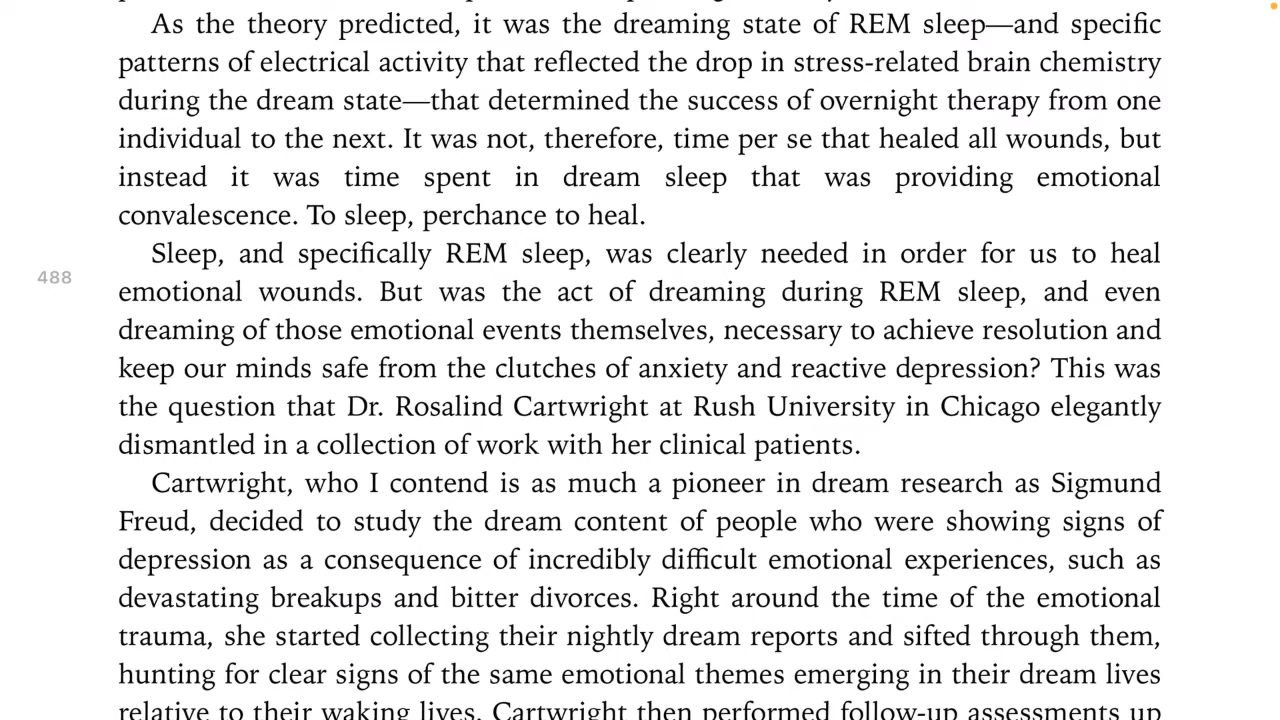 As the theory predicted, it was the dreaming state of REM sleep—and specific
patterns of electrical activity that reflected the drop in stress-related brain chemistry
during the dream state—that determined the success of overnight therapy from one
individual to the next. It was not, therefore, time per se that healed all wounds, but
instead it was time spent in dream sleep that was providing emotional
convalescence. To sleep, perchance to heal.
Sleep, and specifically REM sleep, was clearly needed in order for us to heal
488
emotional wounds. But was the act of dreaming during REM sleep, and even
dreaming of those emotional events themselves, necessary to achieve resolution and
keep our minds safe from the clutches of anxiety and reactive depression? This was
the question that Dr. Rosalind Cartwright at Rush University in Chicago elegantly
dismantled in a collection of work with her clinical patients.
Cartwright, who I contend is as much a pioneer in dream research as Sigmund
Freud, decided to study the dream content of people who were showing signs of
depression as a consequence of incredibly difficult emotional experiences, such as
devastating breakups and bitter divorces. Right around the time of the emotional
trauma, she started collecting their nightly dream reports and sifted through them,
hunting for clear signs of the same emotional themes emerging in their dream lives
relative to their waking lives. Cartwright then performed follow-up assessments up